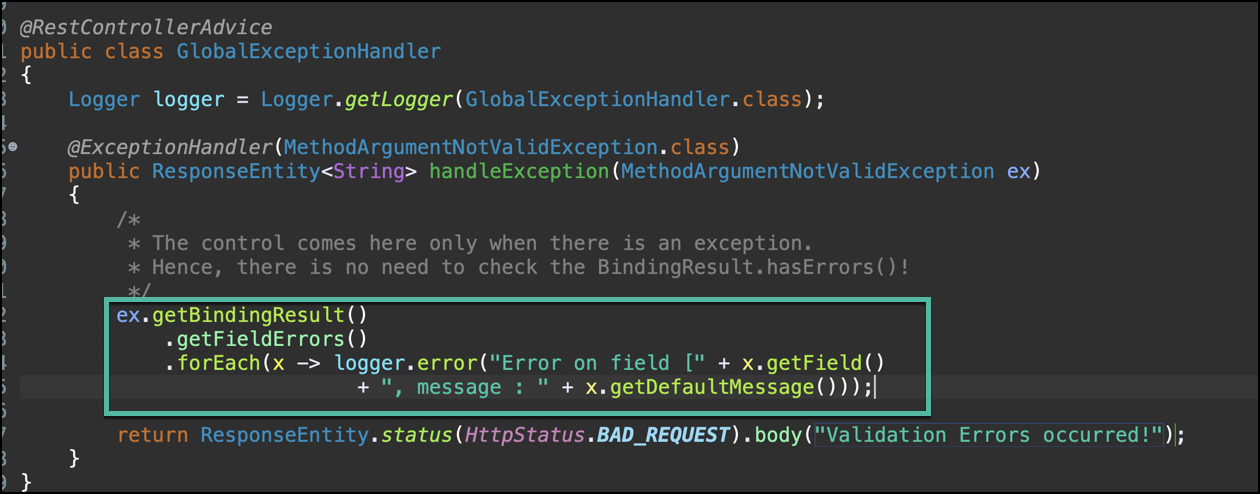 @RestControllerAdvice
public class GlobalExceptionHandler
{
Logger logger = Logger.getLogger(GlobalExceptionHandler.class);
@ExceptionHandler(MethodArgumentNotValidException.class)
public ResponseEntity<String> handleException(MethodArgumentNotValidException ex)
{
/*
* The control comes here only when there is an exception.
* Hence, there is no need to check the BindingResult.hasErrors()!
*/
ex.getBindingResult()
.getFieldErrors()
.forEach(x -> logger.error("Error on field [" + x.getField()
+ ", message : " + x.getDefaultMessage()));
return ResponseEntity.status(HttpStatus.BAD_REQUEST).body("Validation Errors occurred!");
}
}